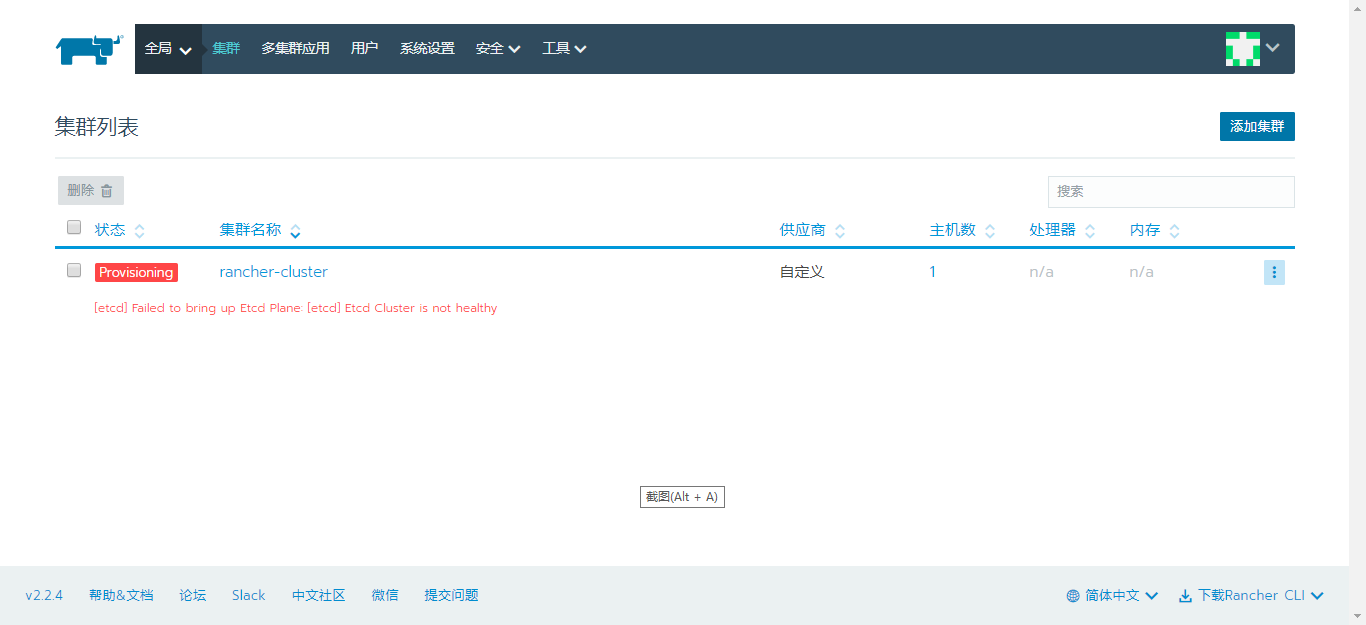 全局 集群 多集群应用 用户 系统设置 安全 工具
集群列表 添加集群
删除 搜索
状态 集群名称 供应商 主机数 处理器 内存
Provisioning rancher-cluster 自定义 1 n/a n/a
[etcd] Failed to bring up Etcd Plane: [etcd] Etcd Cluster is not healthy
截图(Alt + A)
v2.2.4 帮助&文档 论坛 Slack 中文社区 微信 提交问题 简体中文 下载Rancher CLI